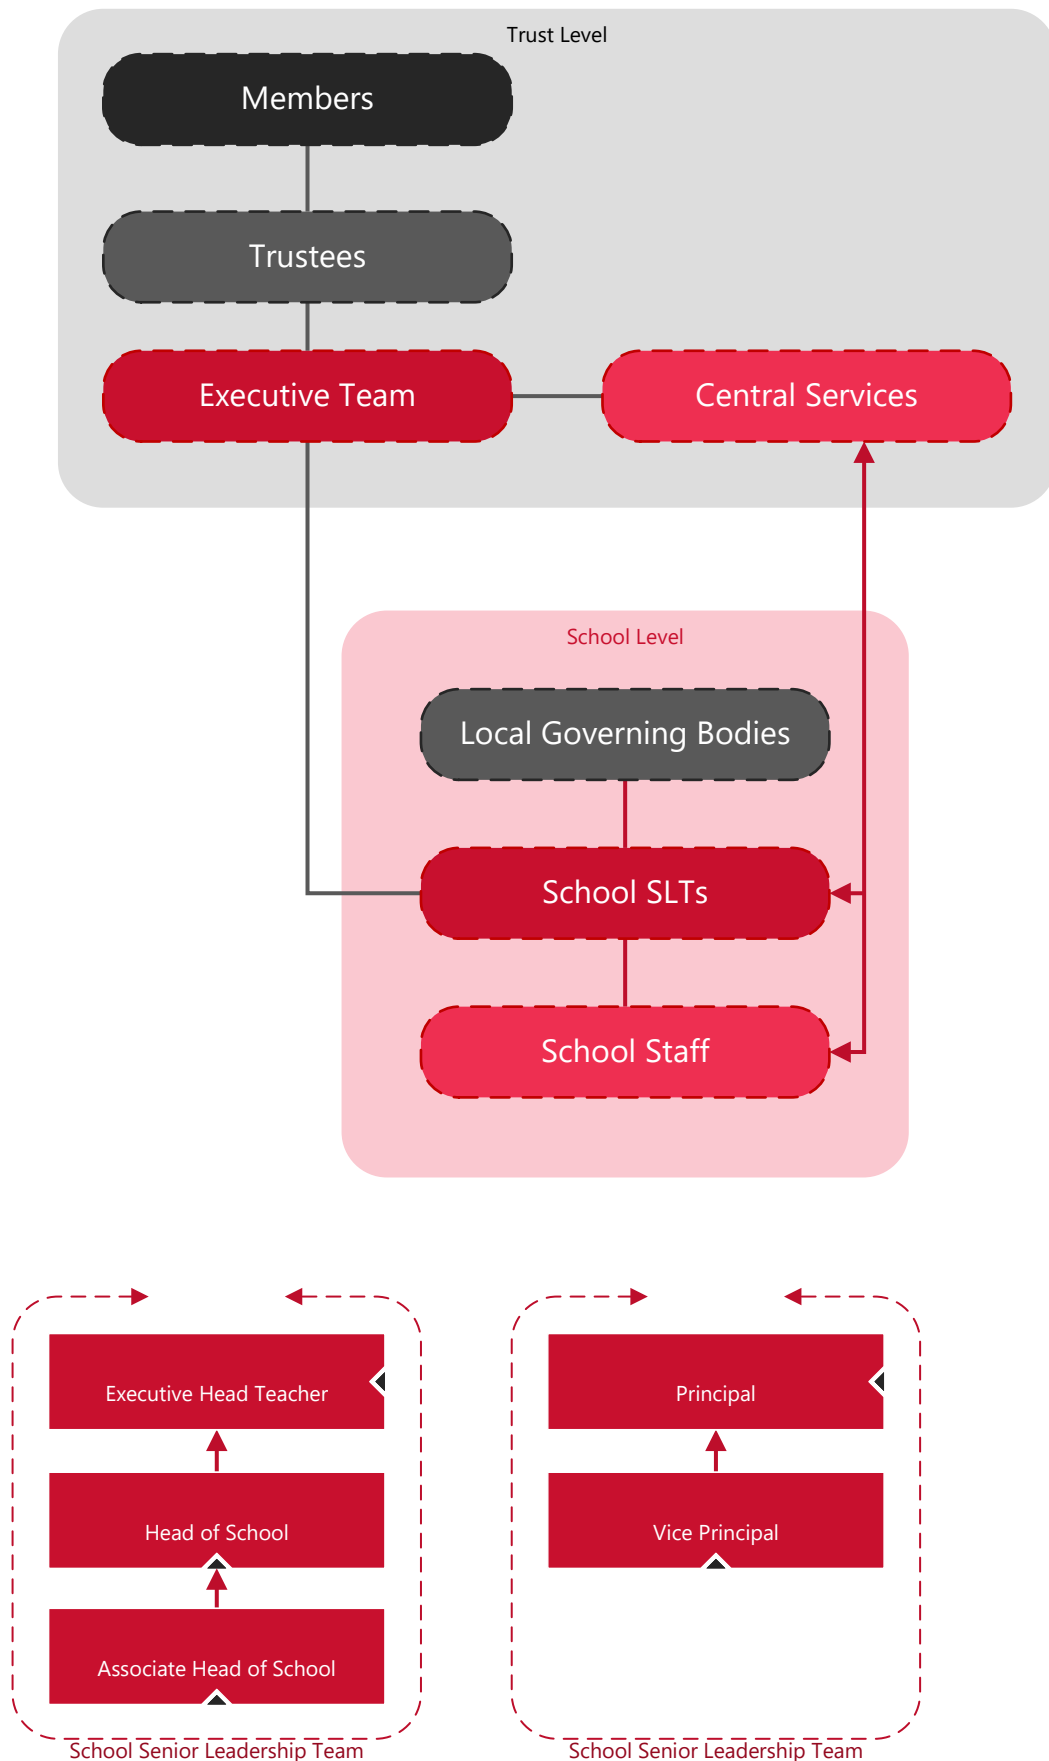 Trust Level
Members
Trustees
Executive Team
Central Services
School Level
Local Governing Bodies
School SLTs
School Staff
Executive Head Teacher
Head of School
Associate Head of School
School Senior Leadership Team
Principal
Vice Principal
School Senior Leadership Team